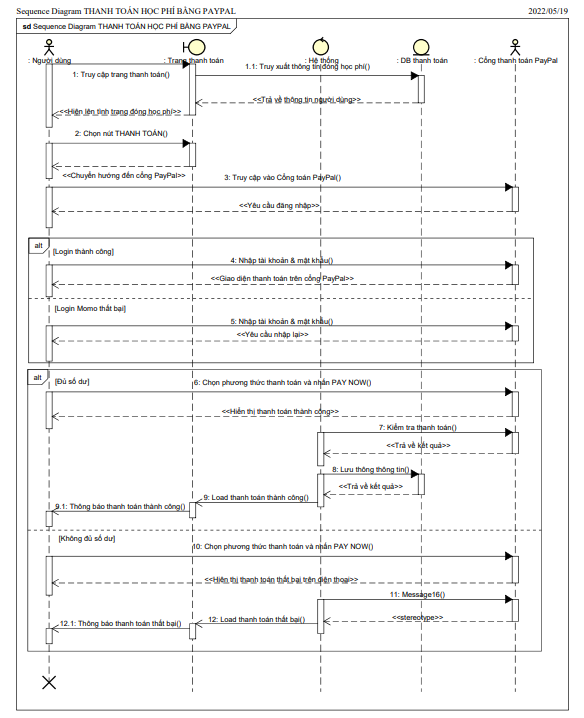 Sequence Diagram THANH TOÁN HỌC PHÍ BẰNG PAYPAL 2022/05/19
sd Sequence Diagram THANH TOÁN HỌC PHÍ BẰNG PAYPAL
: Người dùng : Trang thanh toán : Hệ thống : DB thanh toán : Cổng thanh toán PayPal
1: Truy cập trang thanh toán()
1.1: Truy xuất thông tin đóng học phí()
<<Trả về thông tin người dùng>>
<<Hiện lên tình trạng đóng học phí>>
2: Chọn nút THANH TOÁN()
<<Chuyển hướng đến cổng PayPal>>
3: Truy cập vào Cổng toán PayPal()
<<Yêu cầu đăng nhập>>
alt
[Login thành công]
4: Nhập tài khoản & mật khẩu()
<<Giao diện thanh toán trên cổng PayPal>>
[Login Momo thất bại]
5: Nhập tài khoản & mật khẩu()
<<Yêu cầu nhập lại>>
alt
[Đủ số dư]
6: Chọn phương thức thanh toán và nhấn PAY NOW()
<<Hiển thị thanh toán thành công>>
7: Kiểm tra thanh toán()
<<Trả về kết quả>>
8: Lưu thông thông tin()
<<Trả về kết quả>>
9: Load thanh toán thành công()
9.1: Thông báo thanh toán thành công()
[Không đủ số dư]
10: Chọn phương thức thanh toán và nhấn PAY NOW()
<<Hiện thị thanh toán thất bại trên điện thoại>>
11: Message16()
<<stereotype>>
12: Load thanh toán thất bại()
12.1: Thông báo thanh toán thất bại()